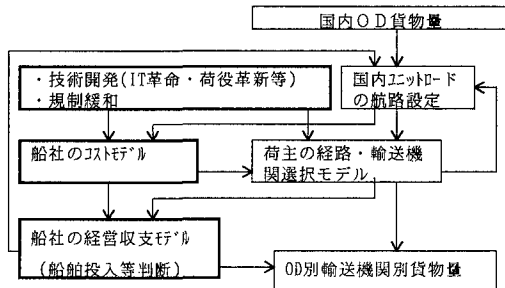 国内OD貨物量
・技術開発(IT革命・荷役革新等)
・規制緩和
国内ユニットロード
の航路設定
船社のコストモデル
荷主の経路・輸送機
関選択モデル
船社の経営収支モデル
(船舶投入等判断)
OD別輸送機関別貨物量